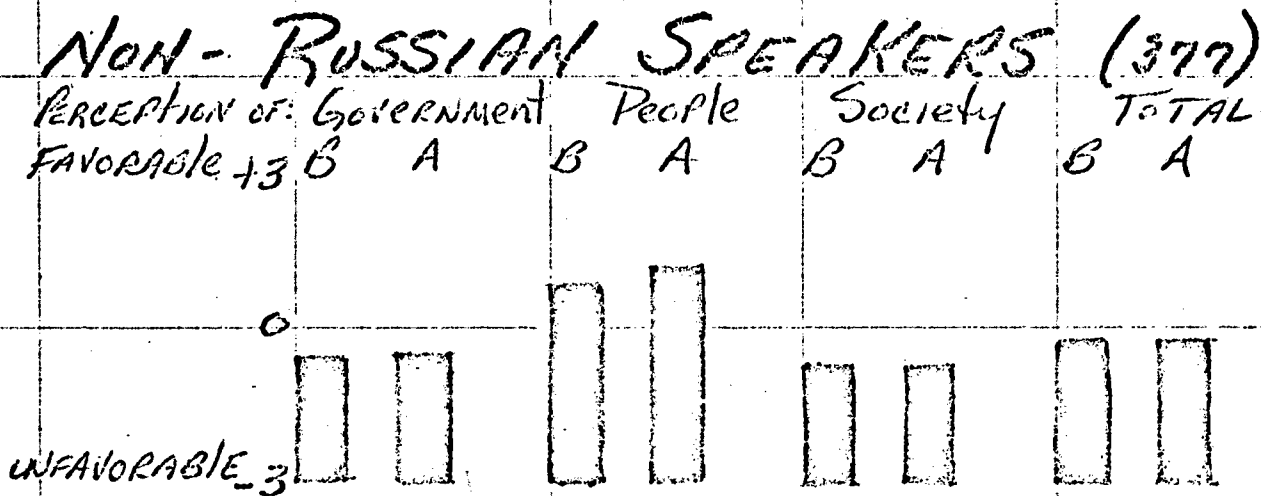 NON-RUSSIAN SPEAKERS (377)
PERCEPTION OF: GOVERNMENT People Society TOTAL
FAVORABLE +3 B A B A B A B A
0
UNFAVORABLE -3